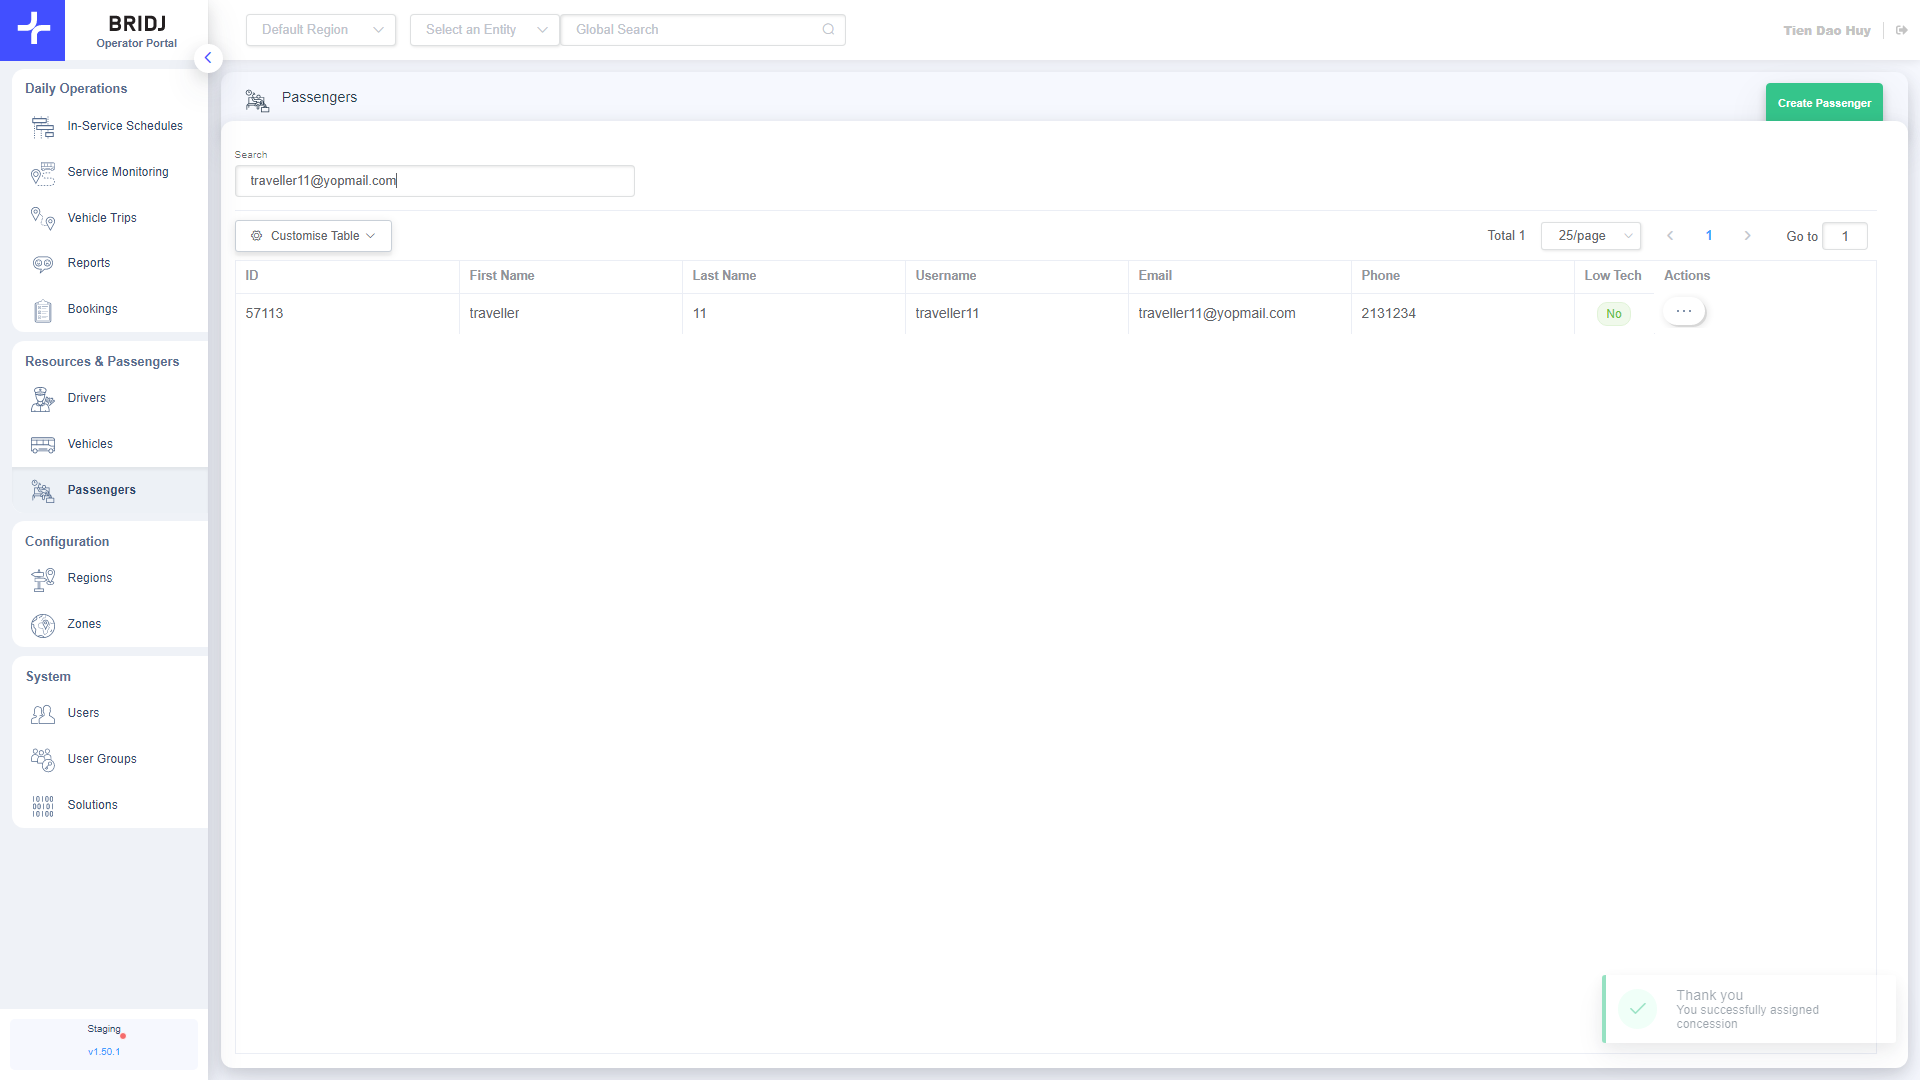 BRIDJ
Operator Portal
Default Region
Select an Entity
Global Search
Tien Dao Huy
Daily Operations
In-Service Schedules
Service Monitoring
Vehicle Trips
Reports
Bookings
Resources & Passengers
Drivers
Vehicles
Passengers
Configuration
Regions
Zones
System
Users
User Groups
10100
00101
10100
Solutions
Staging
v1.50.1
Passengers
Create Passenger
Search
traveller11@yopmail.com
Customise Table
Total 1
25/page
1
Go to
1
ID First Name Last Name Username Email Phone Low Tech Actions
57113 traveller 11 traveller11 traveller11@yopmail.com 2131234 No ...
Thank you
You successfully assigned
concession